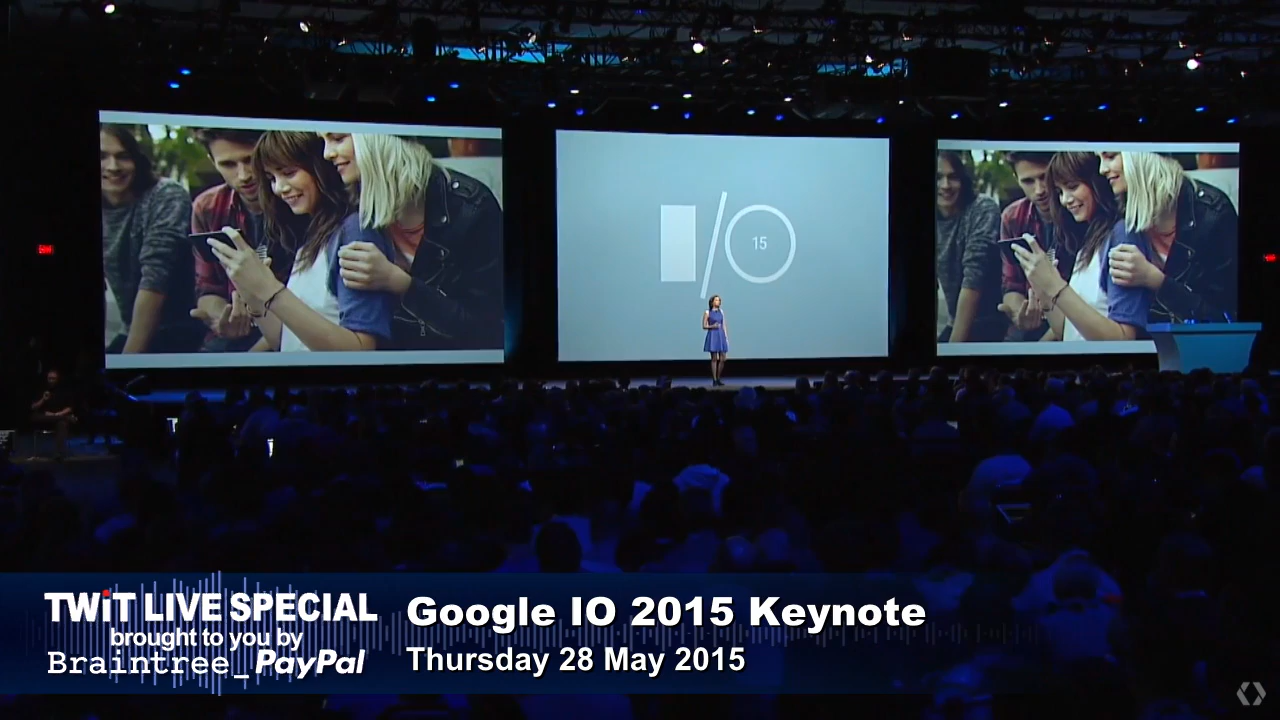 I/O
15
TWiT LIVE SPECIAL
brought to you by
Braintree_PayPal
Google IO 2015 Keynote
Thursday 28 May 2015